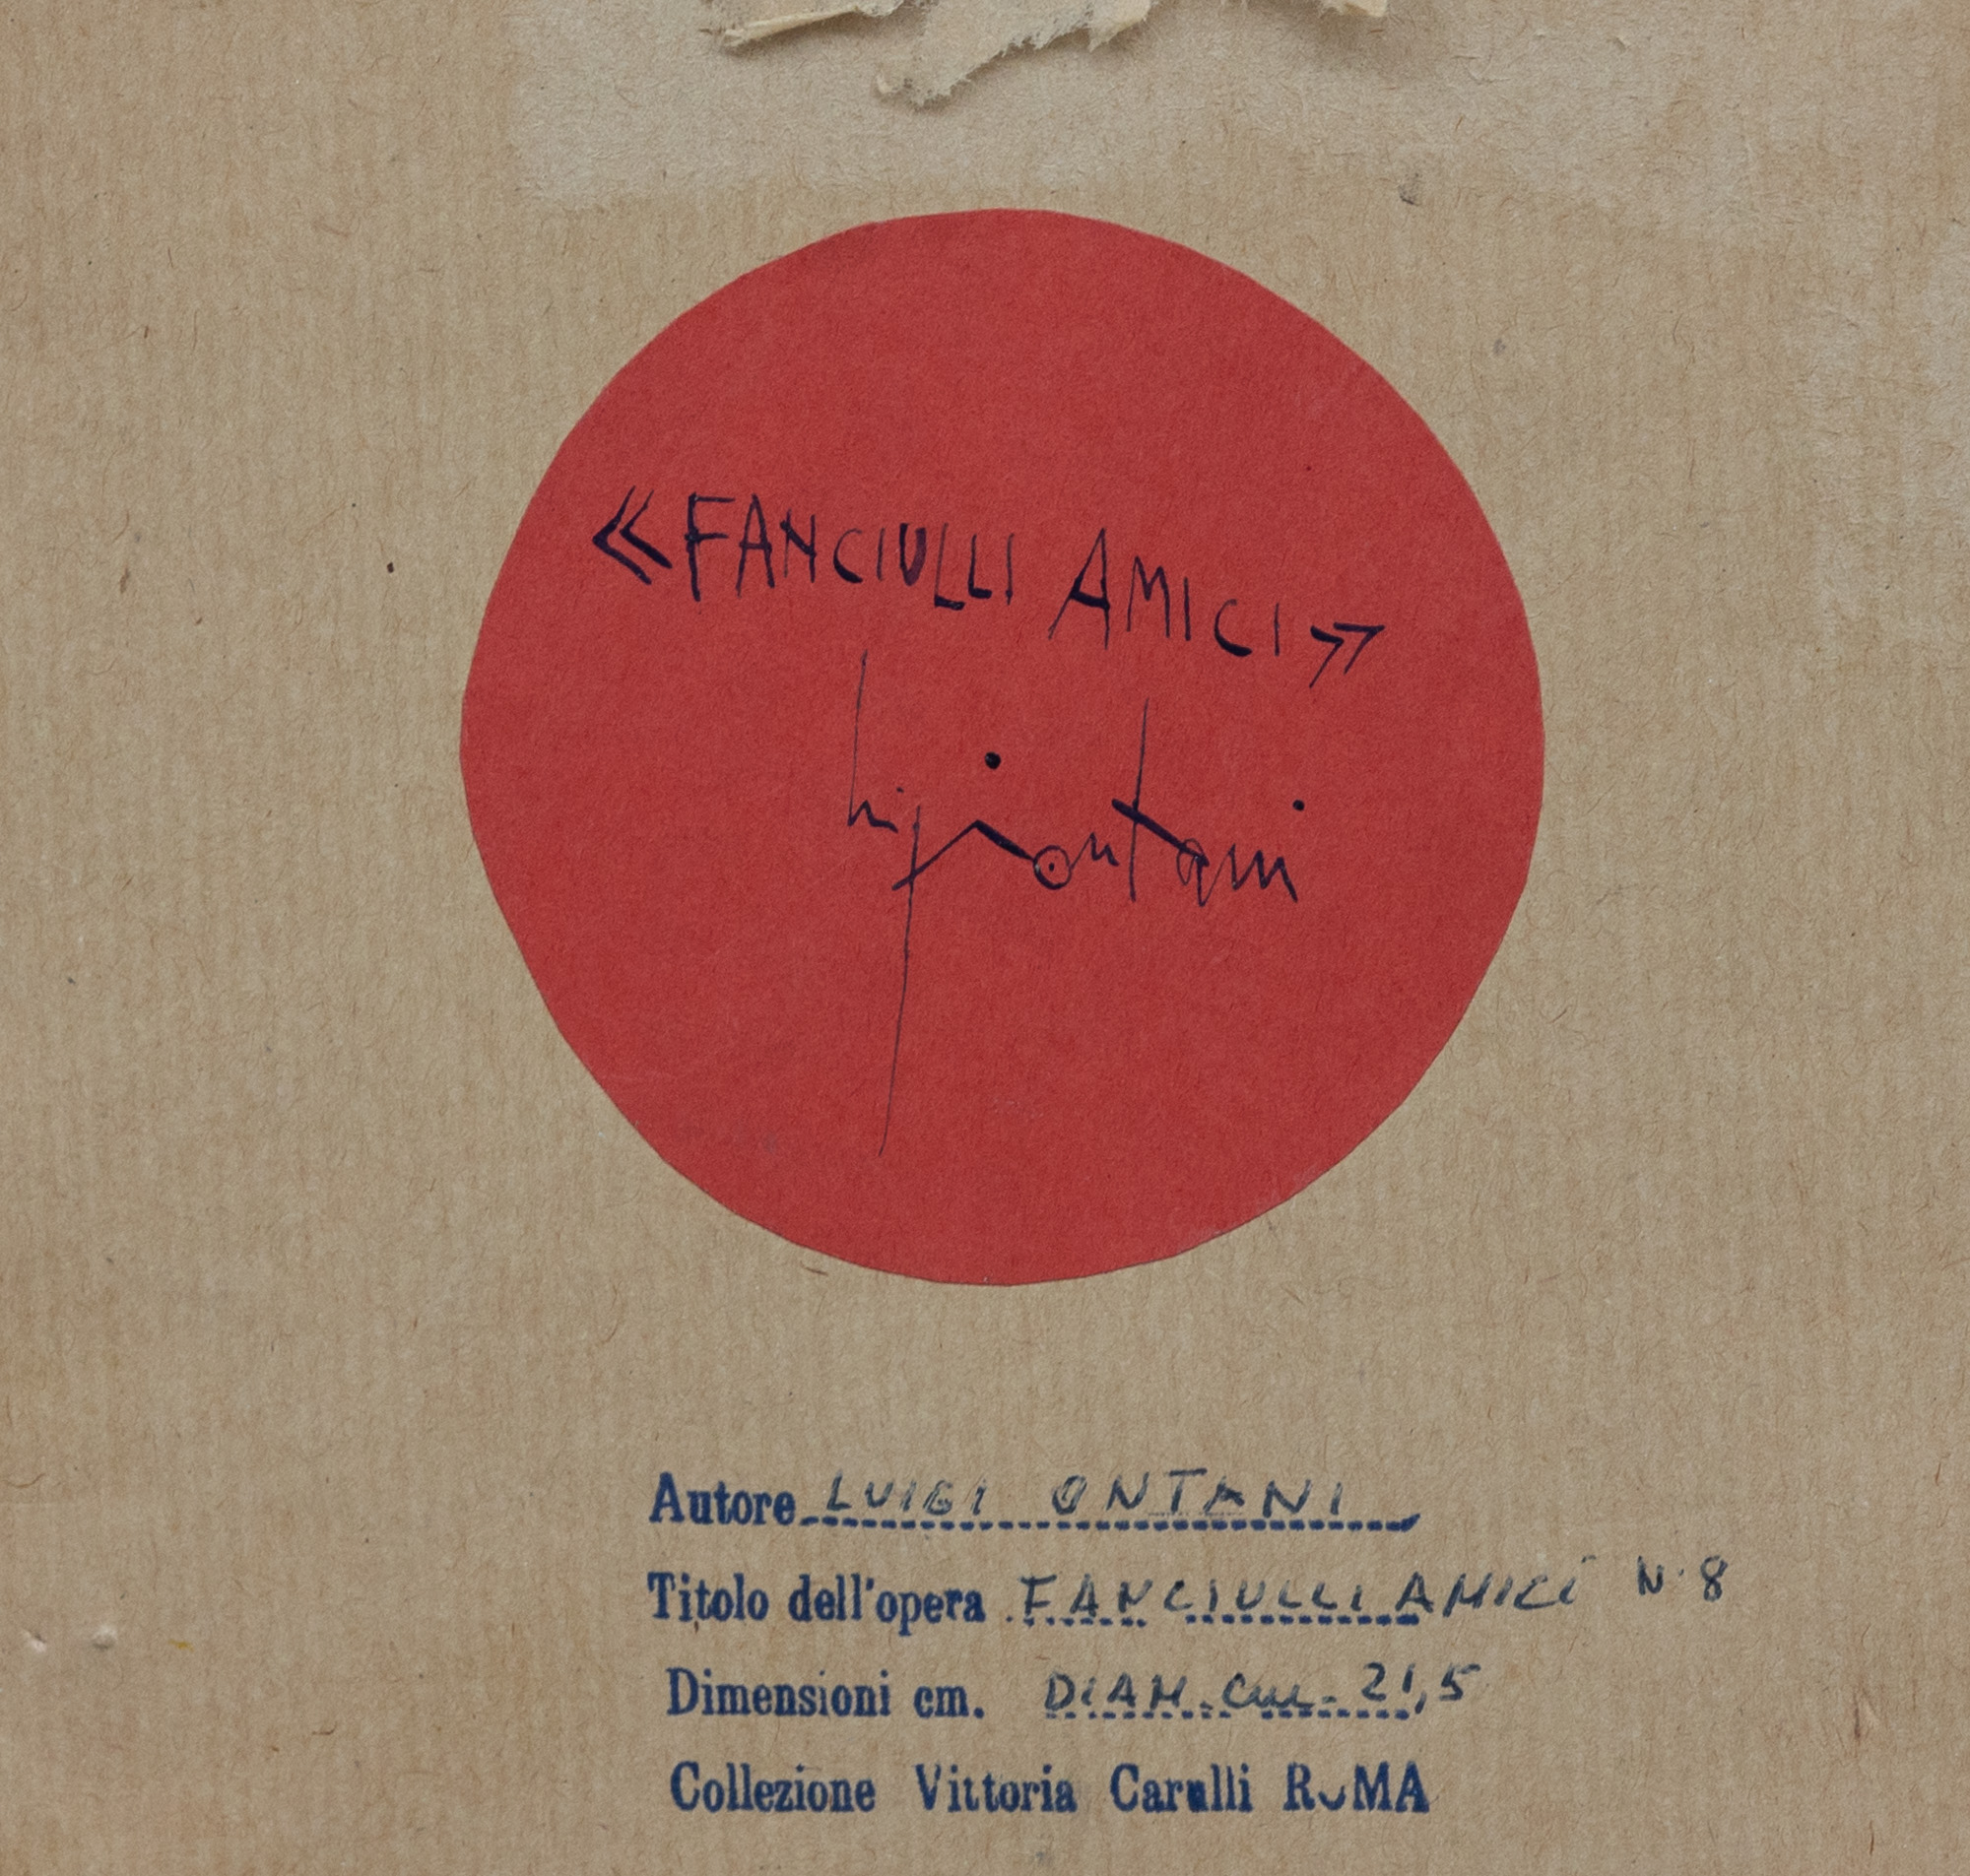 «FANCIULLI AMICI»
Luigi Ontani
Autore LUIGI ONTANI
Titolo dell'opera FANCIULLI AMICI N. 8
Dimensioni cm. DIAM. cm. 21,5
Collezione Vittoria Carulli ROMA